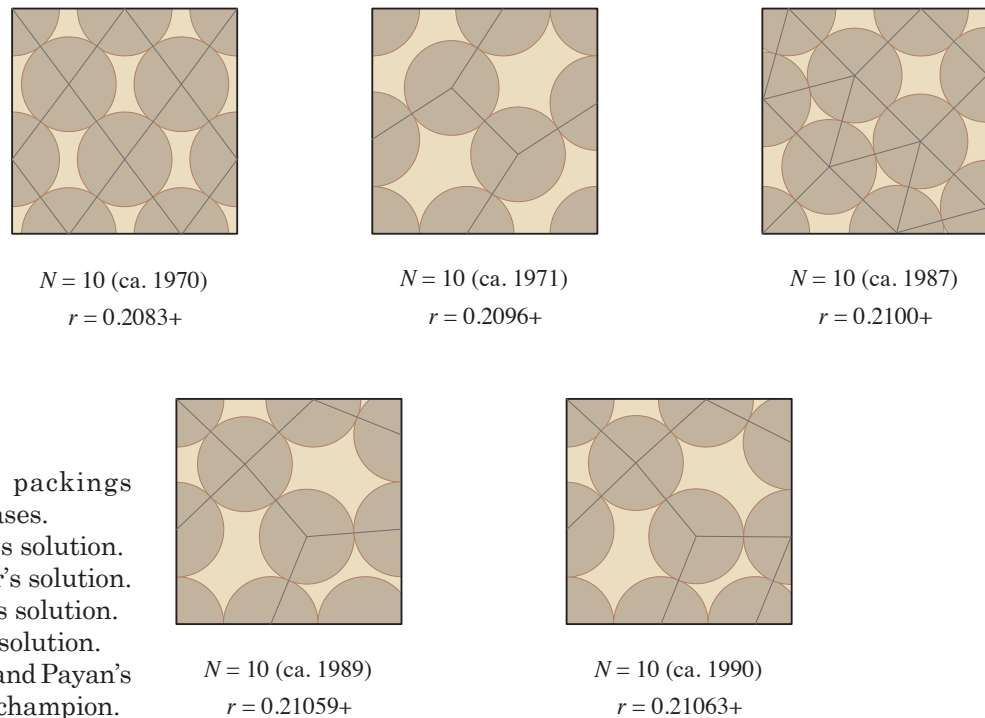 N = 10 (ca. 1970)
r = 0.2083+
N = 10 (ca. 1971)
r = 0.2096+
N = 10 (ca. 1987)
r = 0.2100+
packings
ases.
's solution.
r's solution.
s solution.
solution.
and Payan's
champion.
N = 10 (ca. 1989)
r = 0.21059+
N = 10 (ca. 1990)
r = 0.21063+